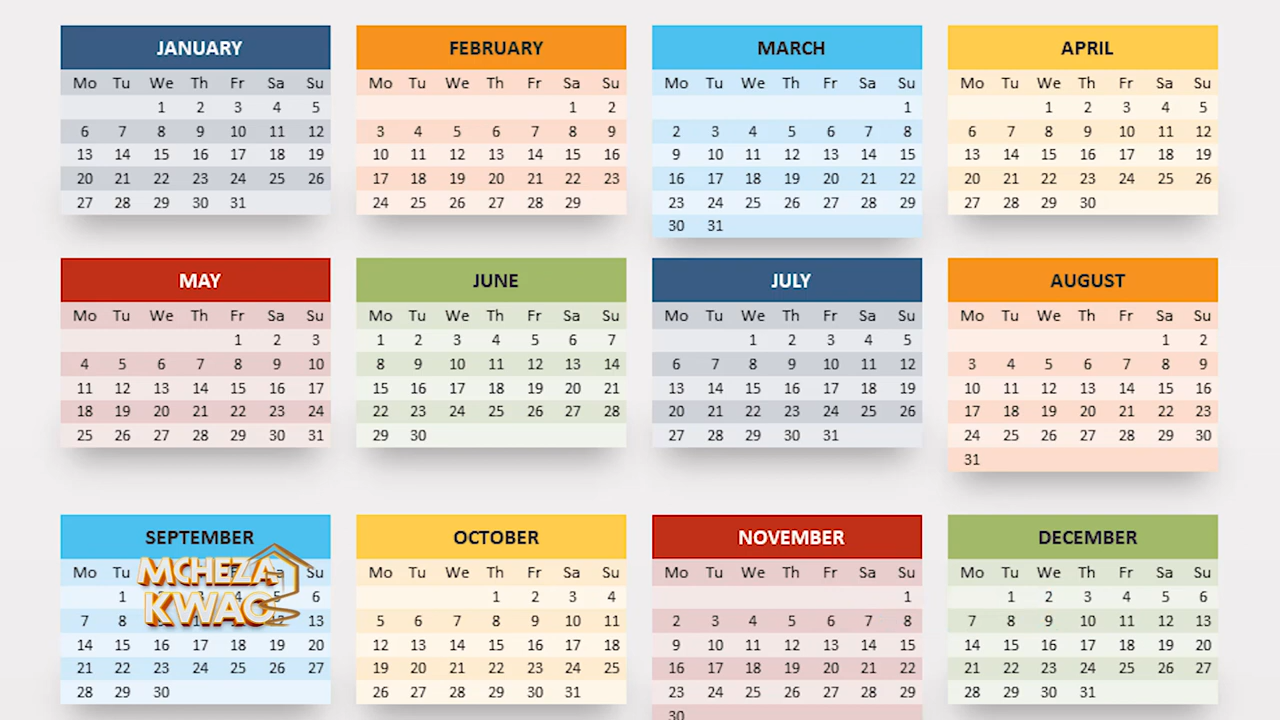 JANUARY
Mo Tu We Th Fr Sa Su
1 2 3 4 5
6 7 8 9 10 11 12
13 14 15 16 17 18 19
20 21 22 23 24 25 26
27 28 29 30 31
FEBRUARY
Mo Tu We Th Fr Sa Su
1 2
3 4 5 6 7 8 9
10 11 12 13 14 15 16
17 18 19 20 21 22 23
24 25 26 27 28 29
MARCH
Mo Tu We Th Fr Sa Su
1
2 3 4 5 6 7 8
9 10 11 12 13 14 15
16 17 18 19 20 21 22
23 24 25 26 27 28 29
30 31
APRIL
Mo Tu We Th Fr Sa Su
1 2 3 4 5
6 7 8 9 10 11 12
13 14 15 16 17 18 19
20 21 22 23 24 25 26
27 28 29 30
MAY
Mo Tu We Th Fr Sa Su
1 2 3
4 5 6 7 8 9 10
11 12 13 14 15 16 17
18 19 20 21 22 23 24
25 26 27 28 29 30 31
JUNE
Mo Tu We Th Fr Sa Su
1 2 3 4 5 6 7
8 9 10 11 12 13 14
15 16 17 18 19 20 21
22 23 24 25 26 27 28
29 30
JULY
Mo Tu We Th Fr Sa Su
1 2 3 4 5
6 7 8 9 10 11 12
13 14 15 16 17 18 19
20 21 22 23 24 25 26
27 28 29 30 31
AUGUST
Mo Tu We Th Fr Sa Su
1 2
3 4 5 6 7 8 9
10 11 12 13 14 15 16
17 18 19 20 21 22 23
24 25 26 27 28 29 30
31
SEPTEMBER
Mo Tu Su
MCHEZA
1 4 5 6
KWAO
7 8 13
14 15 16 17 18 19 20
21 22 23 24 25 26 27
28 29 30
OCTOBER
Mo Tu We Th Fr Sa Su
1 2 3 4
5 6 7 8 9 10 11
12 13 14 15 16 17 18
19 20 21 22 23 24 25
26 27 28 29 30 31
NOVEMBER
Mo Tu We Th Fr Sa Su
1
2 3 4 5 6 7 8
9 10 11 12 13 14 15
16 17 18 19 20 21 22
23 24 25 26 27 28 29
30
DECEMBER
Mo Tu We Th Fr Sa Su
1 2 3 4 5 6
7 8 9 10 11 12 13
14 15 16 17 18 19 20
21 22 23 24 25 26 27
28 29 30 31